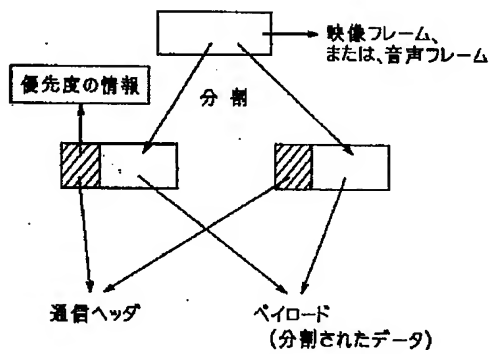 映像フレーム、
または、音声フレーム
優先度の情報
分割
通信ヘッダ
ペイロード
(分割されたデータ)